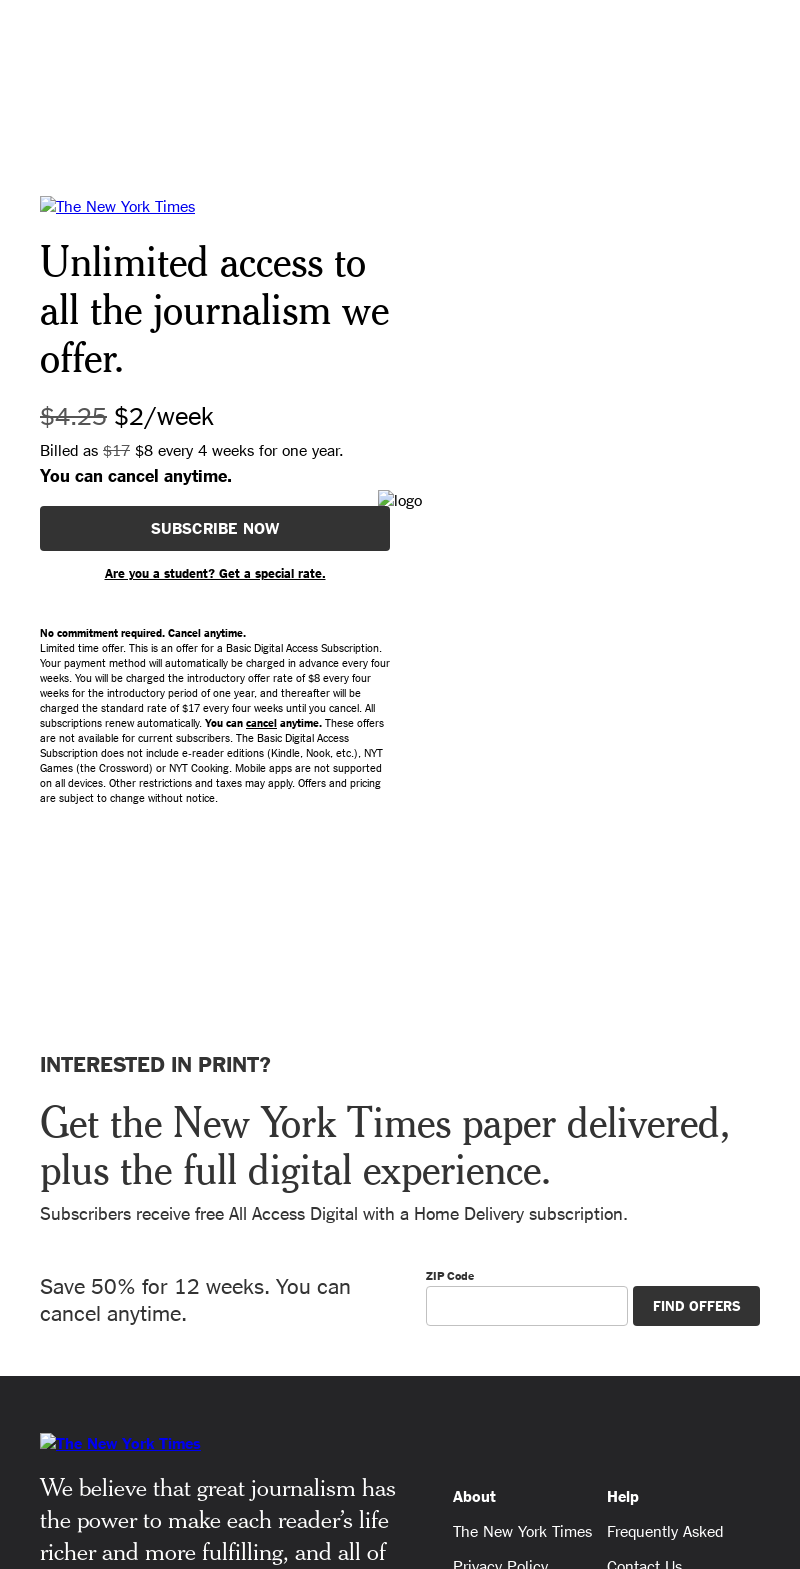 The New York Times
Unlimited access to
all the journalism we
offer.
$4.25 $2/week
Billed as $17 $8 every 4 weeks for one year.
You can cancel anytime.
logo
SUBSCRIBE NOW
Are you a student? Get a special rate.
No commitment required. Cancel anytime.
Limited time offer. This is an offer for a Basic Digital Access Subscription.
Your payment method will automatically be charged in advance every four
weeks. You will be charged the introductory offer rate of $8 every four
weeks for the introductory period of one year, and thereafter will be
charged the standard rate of $17 every four weeks until you cancel. All
subscriptions renew automatically. You can cancel anytime. These offers
are not available for current subscribers. The Basic Digital Access
Subscription does not include e-reader editions (Kindle, Nook, etc.), NYT
Games (the Crossword) or NYT Cooking. Mobile apps are not supported
on all devices. Other restrictions and taxes may apply. Offers and pricing
are subject to change without notice.
INTERESTED IN PRINT?
Get the New York Times paper delivered,
plus the full digital experience.
Subscribers receive free All Access Digital with a Home Delivery subscription.
Save 50% for 12 weeks. You can
cancel anytime.
ZIP Code
FIND OFFERS
The New York Times
We believe that great journalism has
the power to make each reader’s life
richer and more fulfilling, and all of
About
The New York Times
Privacy Policy
Help
Frequently Asked
Contact Us